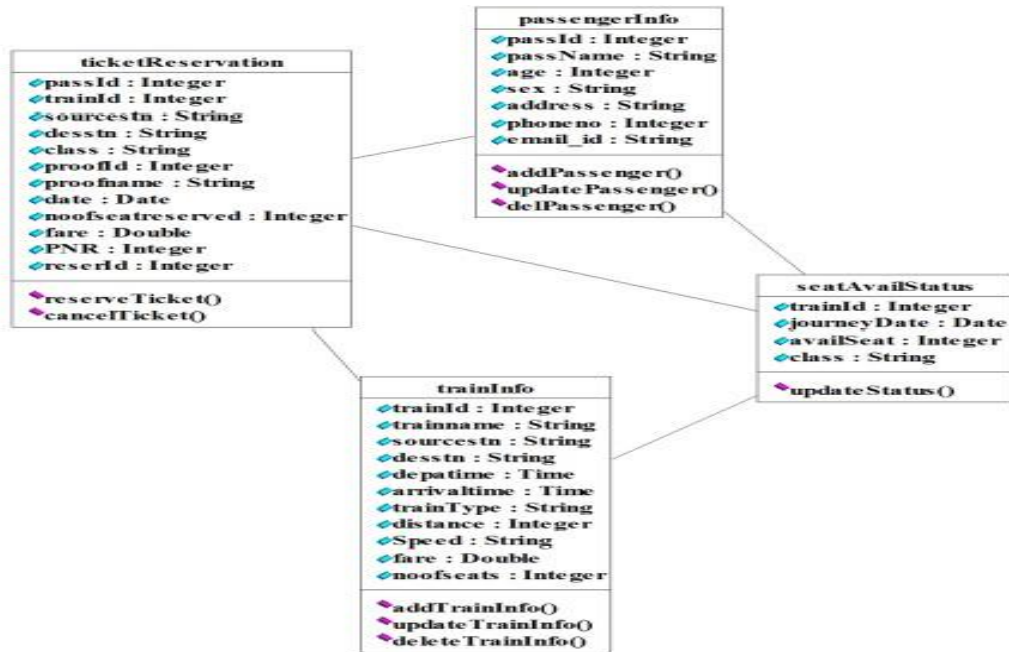 ticketReservation
passId : Integer
trainId : Integer
sourcestn : String
desstn : String
class : String
proofId : Integer
proofname : String
date : Date
noofseatreserved : Integer
fare : Double
PNR : Integer
reserId : Integer
reserveTicket()
cancelTicket()
passengerInfo
passId : Integer
passName : String
age : Integer
sex : String
address : String
phoneno : Integer
email_id : String
addPassenger()
updatePassenger()
delPassenger()
seatAvailStatus
trainId : Integer
journeyDate : Date
availSeat : Integer
class : String
updateStatus()
trainInfo
trainId : Integer
trainname : String
sourcestn : String
desstn : String
depatime : Time
arrivaltime : Time
trainType : String
distance : Integer
Speed : String
fare : Double
noofseats : Integer
addTrainInfo()
updateTrainInfo()
deleteTrainInfo()